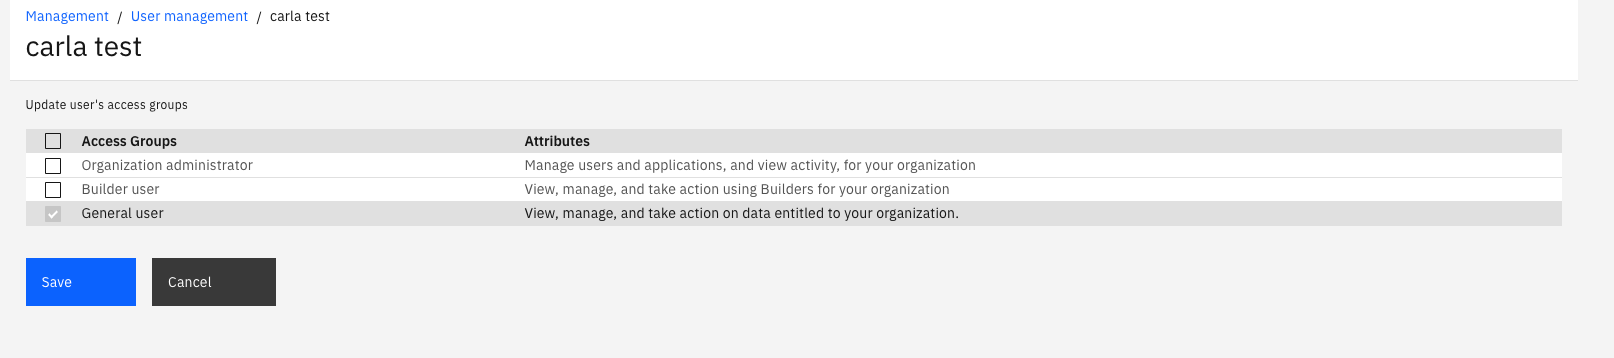 Management / User management / carla test
carla test
Update user's access groups
Access Groups Attributes
Organization administrator Manage users and applications, and view activity, for your organization
Builder user View, manage, and take action using Builders for your organization
General user View, manage, and take action on data entitled to your organization.
Save Cancel